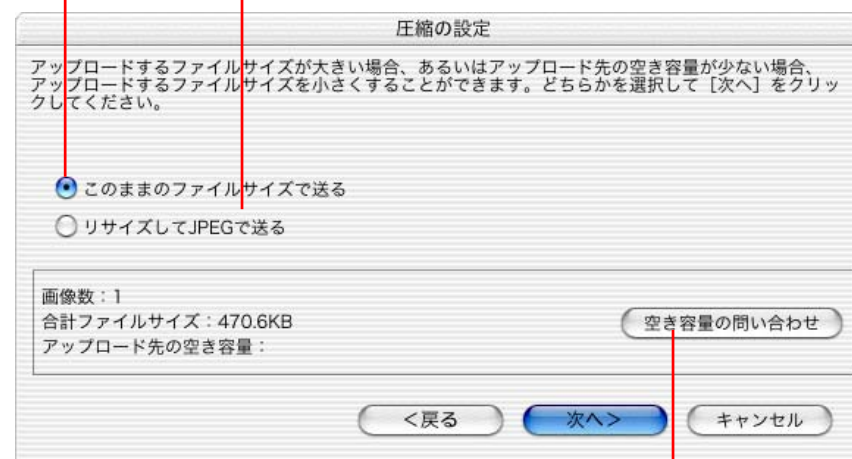 圧縮の設定
アップロードするファイルサイズが大きい場合、あるいはアップロード先の空き容量が少ない場合、
アップロードするファイルサイズを小さくすることができます。どちらかを選択して［次へ］をクリッ
クしてください。
このままのファイルサイズで送る
リサイズしてJPEGで送る
画像数：1
合計ファイルサイズ：470.6KB
空き容量の問い合わせ
アップロード先の空き容量：
<戻る
次へ>
キャンセル